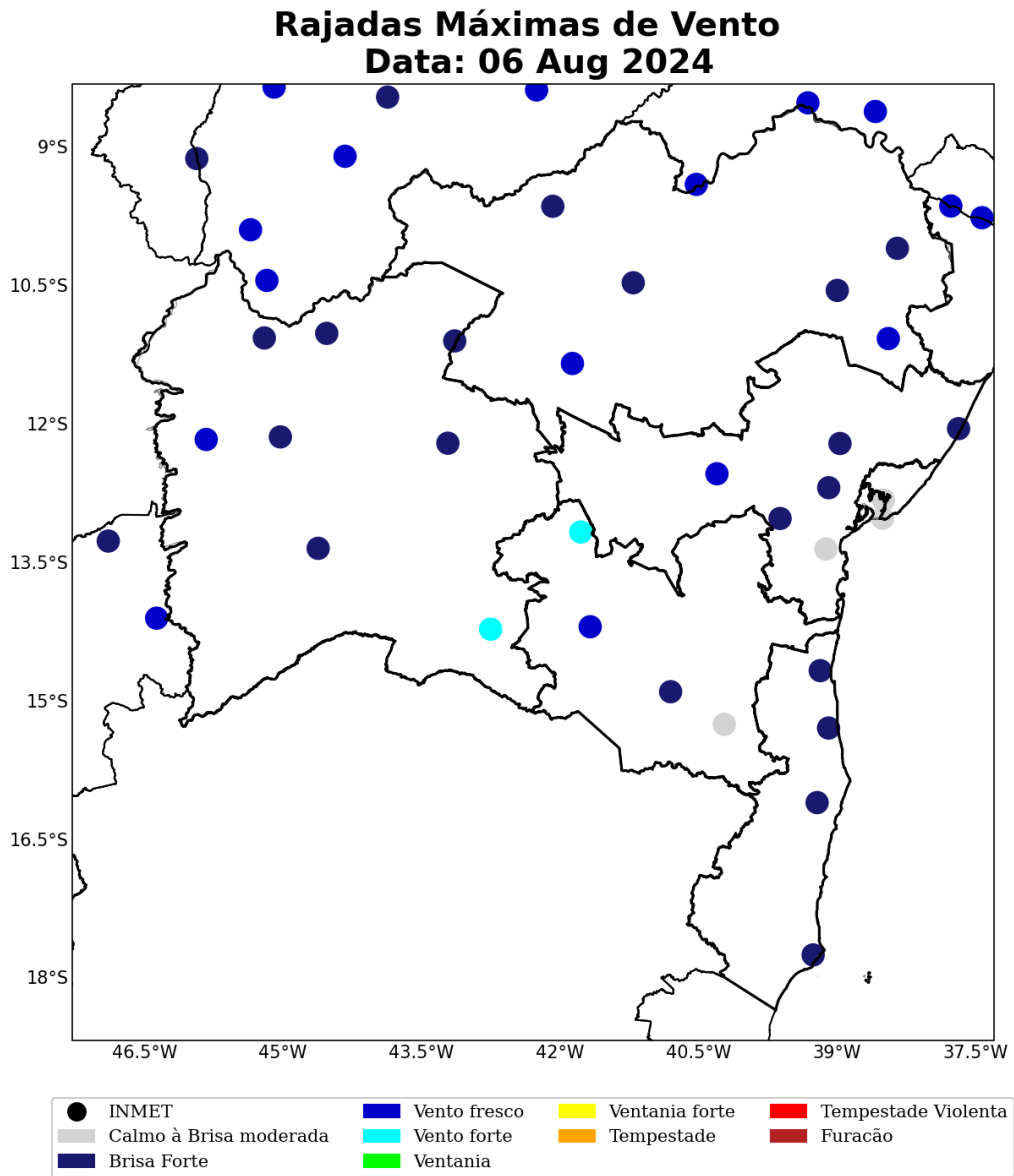 Rajadas Máximas de Vento
Data: 06 Aug 2024
9°S
10.5°S
12°S
13.5°S
15°S
16.5°S
18°S
46.5°W 45°W 43.5°W 42°W 40.5°W 39°W 37.5°W
INMET Vento fresco Ventania forte Tempestade Violenta
Calmo à Brisa moderada Vento forte Tempestade Furacão
Brisa Forte Ventania